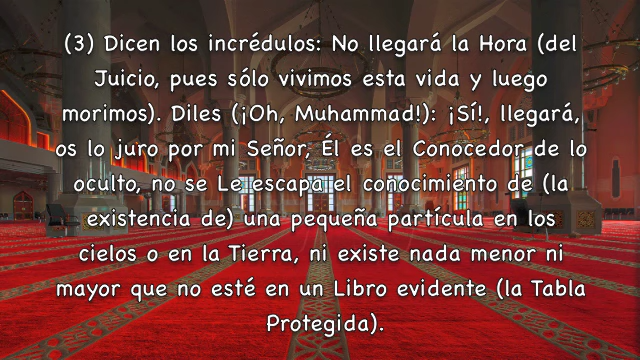 (3) Dicen los incrédulos: No llegará la Hora (del
Juicio, pues sólo vivimos esta vida y luego
morimos). Diles (¡Oh, Muhammad!): ¡Sí!, llegará,
os lo juro por mi Señor, Él es el Conocedor de lo
oculto, no se Le escapa el conocimiento de (la
existencia de) una pequeña partícula en los
cielos o en la Tierra, ni existe nada menor ni
mayor que no esté en un Libro evidente (la Tabla
Protegida).